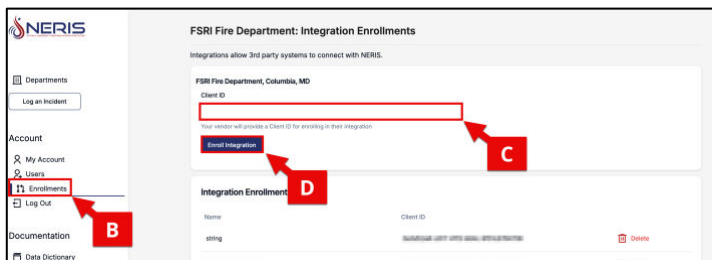 NERIS
Departments
Log an Incident
Account
My Account
Users
Enrollments
Log Out
Documentation
Data Dictionary
B
FSRI Fire Department: Integration Enrollments
Integrations allow 3rd party systems to connect with NERIS.
FSRI Fire Department, Columbia, MD
Client ID
Your vendor will provide a Client ID for enrolling in their integration
Enroll Integration
C
D
Integration Enrollment
Name Client ID
string Delete